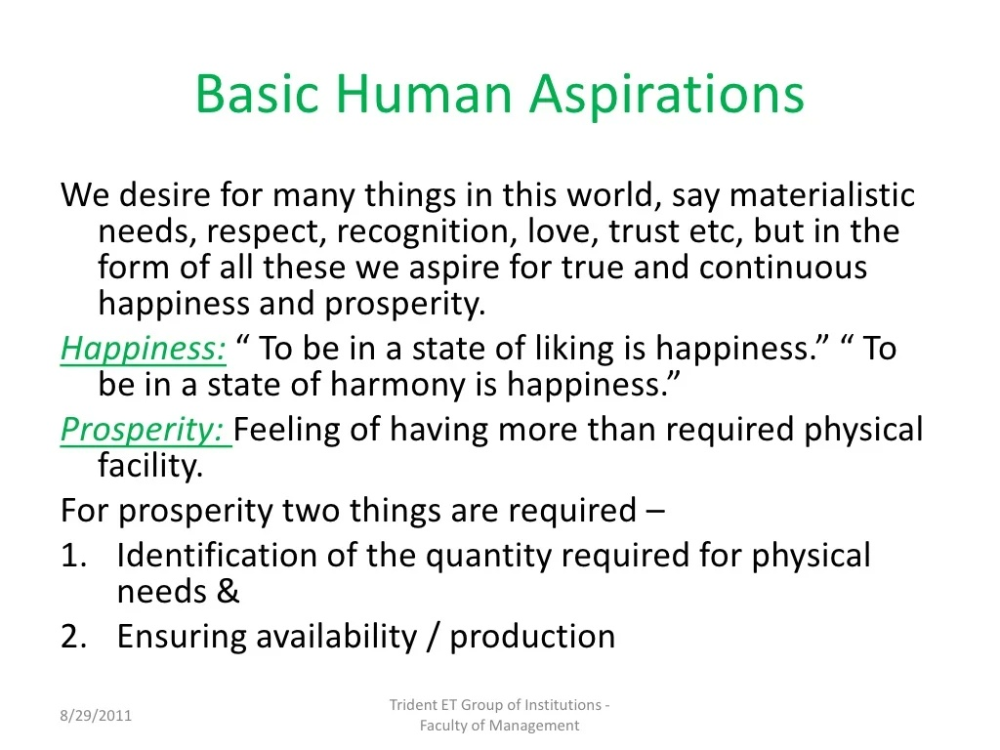 Basic Human Aspirations
We desire for many things in this world, say materialistic
needs, respect, recognition, love, trust etc, but in the
form of all these we aspire for true and continuous
happiness and prosperity.
Happiness: “ To be in a state of liking is happiness.” “ To
be in a state of harmony is happiness.”
Prosperity: Feeling of having more than required physical
facility.
For prosperity two things are required –
1. Identification of the quantity required for physical
needs &
2. Ensuring availability / production
8/29/2011
Trident ET Group of Institutions -
Faculty of Management